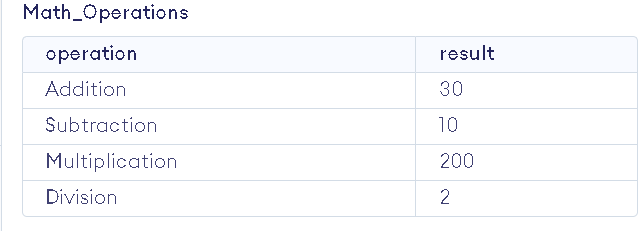 Math_Operations
operation result
Addition 30
Subtraction 10
Multiplication 200
Division 2